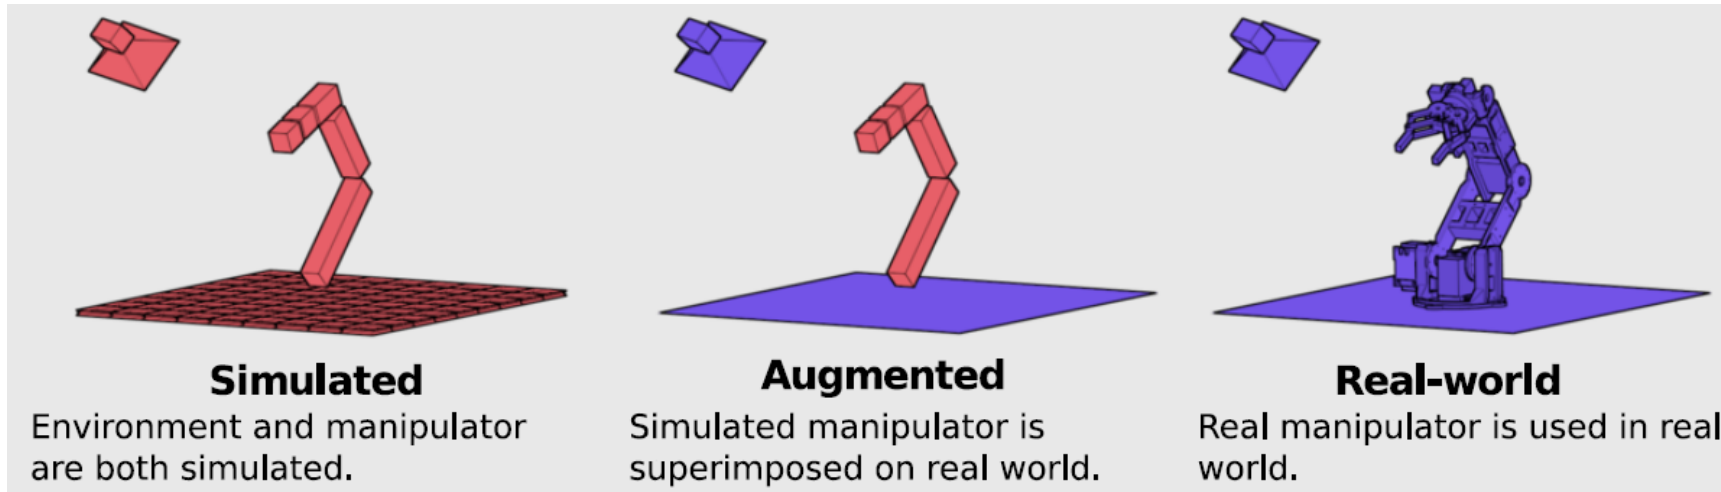 Simulated
Environment and manipulator
are both simulated.
Augmented
Simulated manipulator is
superimposed on real world.
Real-world
Real manipulator is used in real
world.